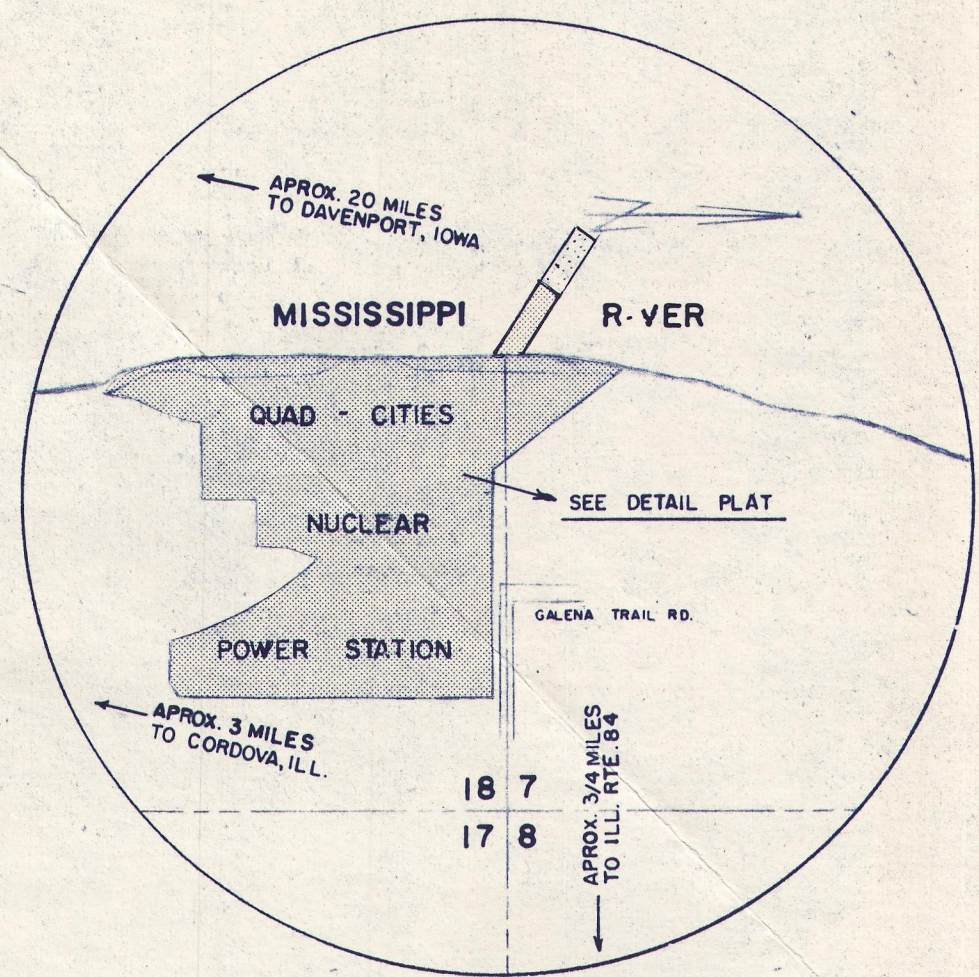 APROX. 20 MILES
TO DAVENPORT, IOWA
MISSISSIPPI R·VER
QUAD - CITIES
SEE DETAIL PLAT
NUCLEAR
GALENA TRAIL RD.
POWER STATION
APROX. 3 MILES
TO CORDOVA, ILL.
APROX. 3/4 MILES
TO ILL. RTE. 84
18 7
17 8